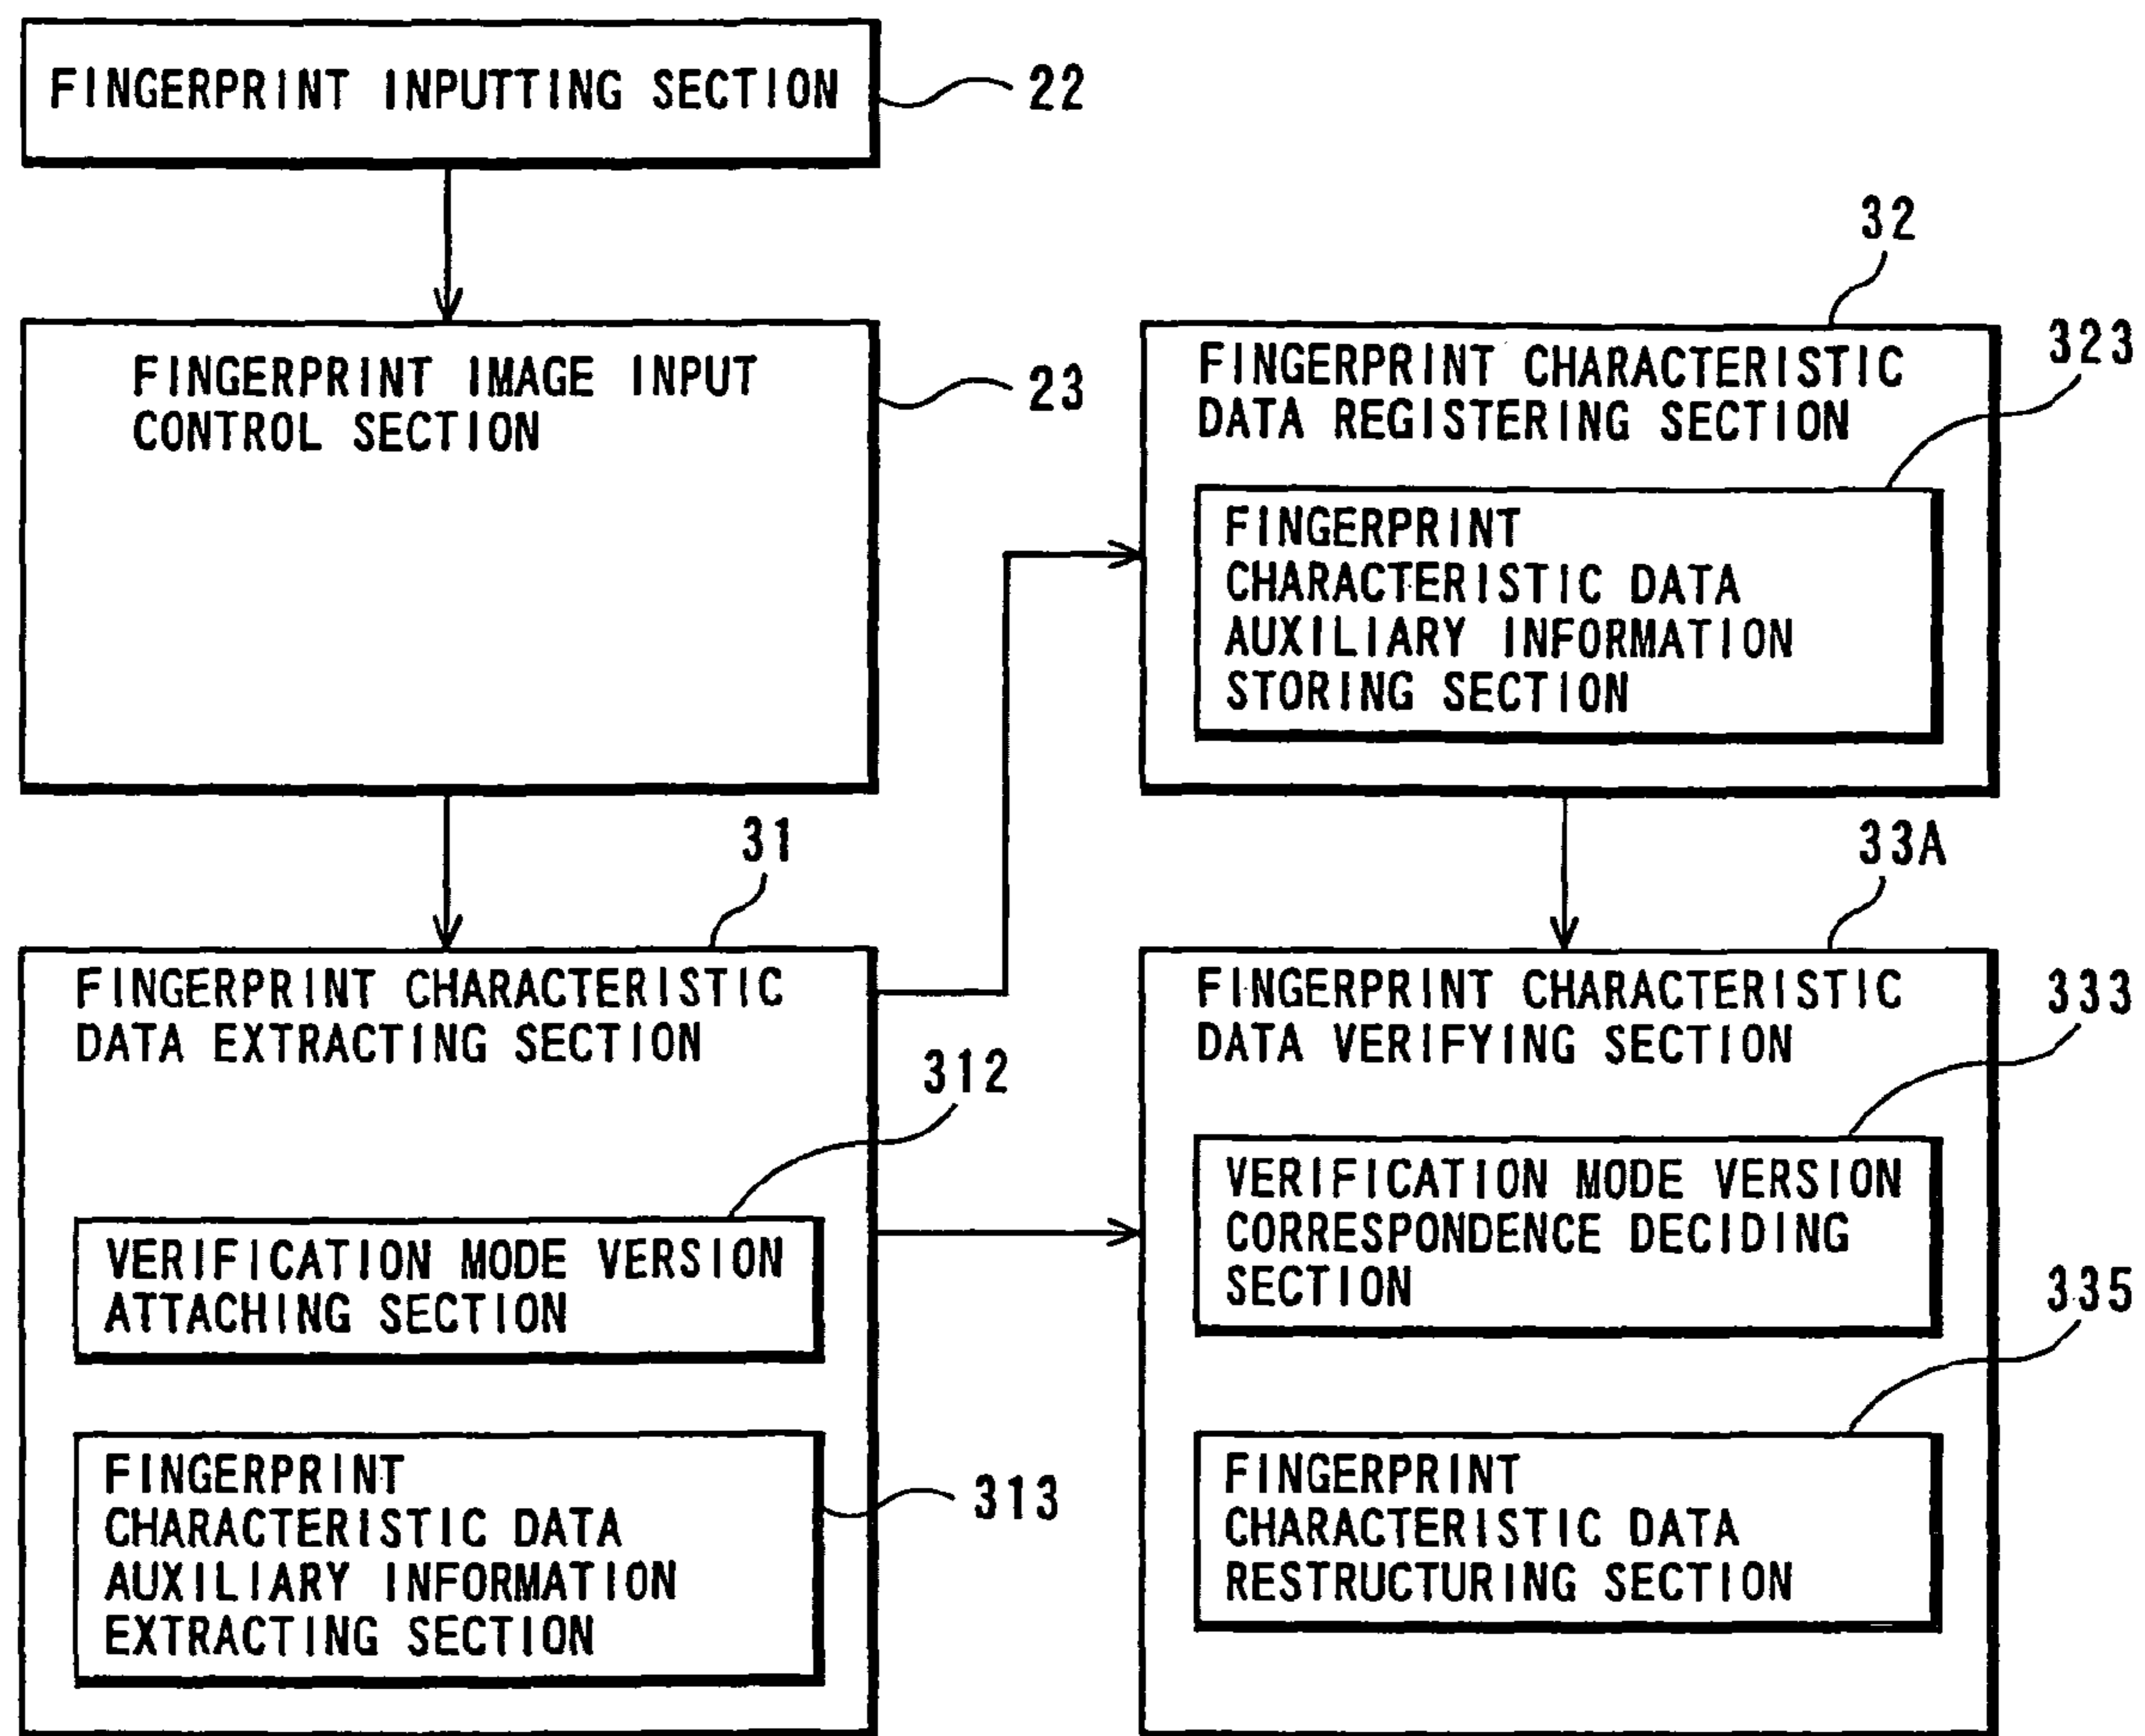 FINGERPRINT INPUTTING SECTION
22
FINGERPRINT IMAGE INPUT
CONTROL SECTION
23
31
FINGERPRINT CHARACTERISTIC
DATA EXTRACTING SECTION
312
VERIFICATION MODE VERSION
ATTACHING SECTION
FINGERPRINT
CHARACTERISTIC DATA
AUXILIARY INFORMATION
EXTRACTING SECTION
313
32
FINGERPRINT CHARACTERISTIC
DATA REGISTERING SECTION
323
FINGERPRINT
CHARACTERISTIC DATA
AUXILIARY INFORMATION
STORING SECTION
33A
FINGERPRINT CHARACTERISTIC
DATA VERIFYING SECTION
333
VERIFICATION MODE VERSION
CORRESPONDENCE DECIDING
SECTION
335
FINGERPRINT
CHARACTERISTIC DATA
RESTRUCTURING SECTION